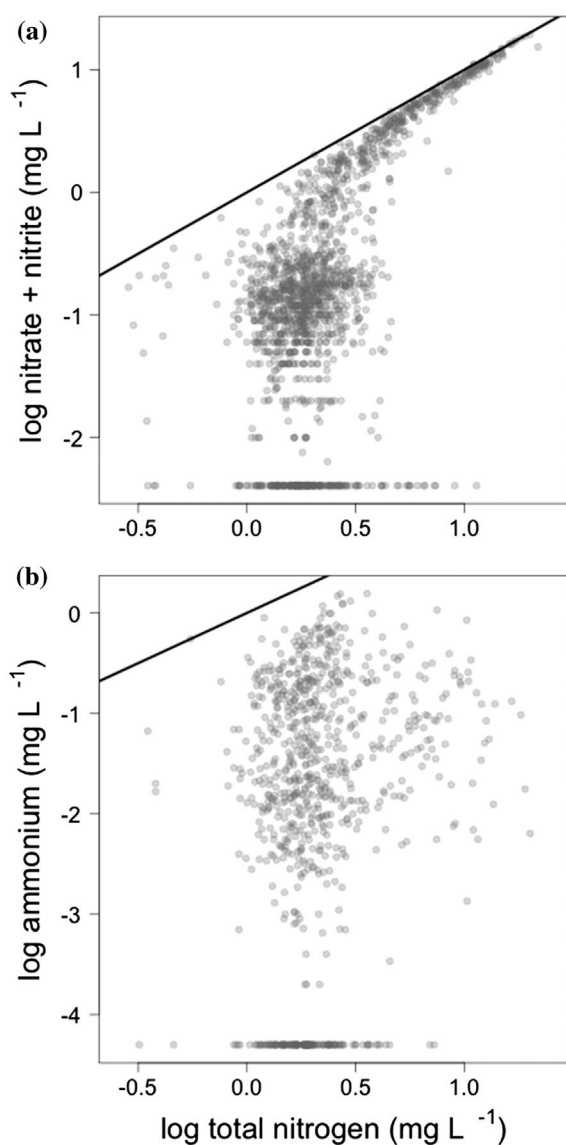 (a)
log nitrate + nitrite (mg L ⁻¹)
1
0
-1
-2
-0.5 0.0 0.5 1.0
(b)
log ammonium (mg L ⁻¹)
0
-1
-2
-3
-4
-0.5 0.0 0.5 1.0
log total nitrogen (mg L ⁻¹)